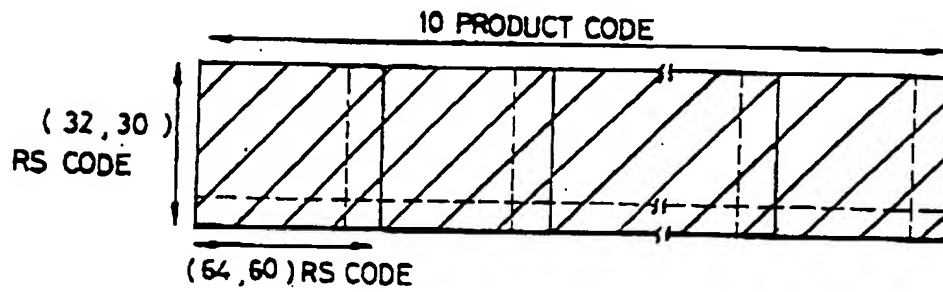 10 PRODUCT CODE
(32,30)
RS CODE
(64,60) RS CODE